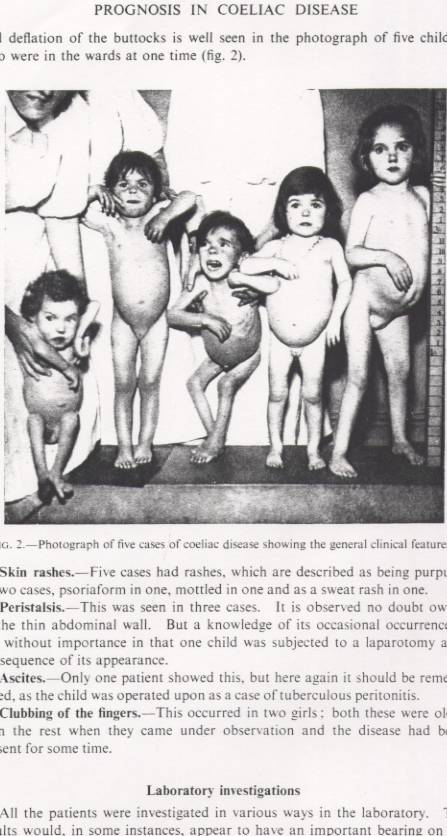 PROGNOSIS IN COELIAC DISEASE
deflation of the buttocks is well seen in the photograph of five child
were in the wards at one time (fig. 2).
G. 2.—Photograph of five cases of coeliac disease showing the general clinical feature
Skin rashes.—Five cases had rashes, which are described as being purpu
wo cases, psoriaform in one, mottled in one and as a sweat rash in one.
Peristalsis.—This was seen in three cases. It is observed no doubt ow
the thin abdominal wall. But a knowledge of its occasional occurrence
without importance in that one child was subjected to a laparotomy a
sequence of its appearance.
Ascites.—Only one patient showed this, but here again it should be reme
ed, as the child was operated upon as a case of tuberculous peritonitis.
Clubbing of the fingers.—This occurred in two girls; both these were ol
n the rest when they came under observation and the disease had b
sent for some time.
Laboratory investigations
All the patients were investigated in various ways in the laboratory. T
ults would, in some instances, appear to have an important bearing on